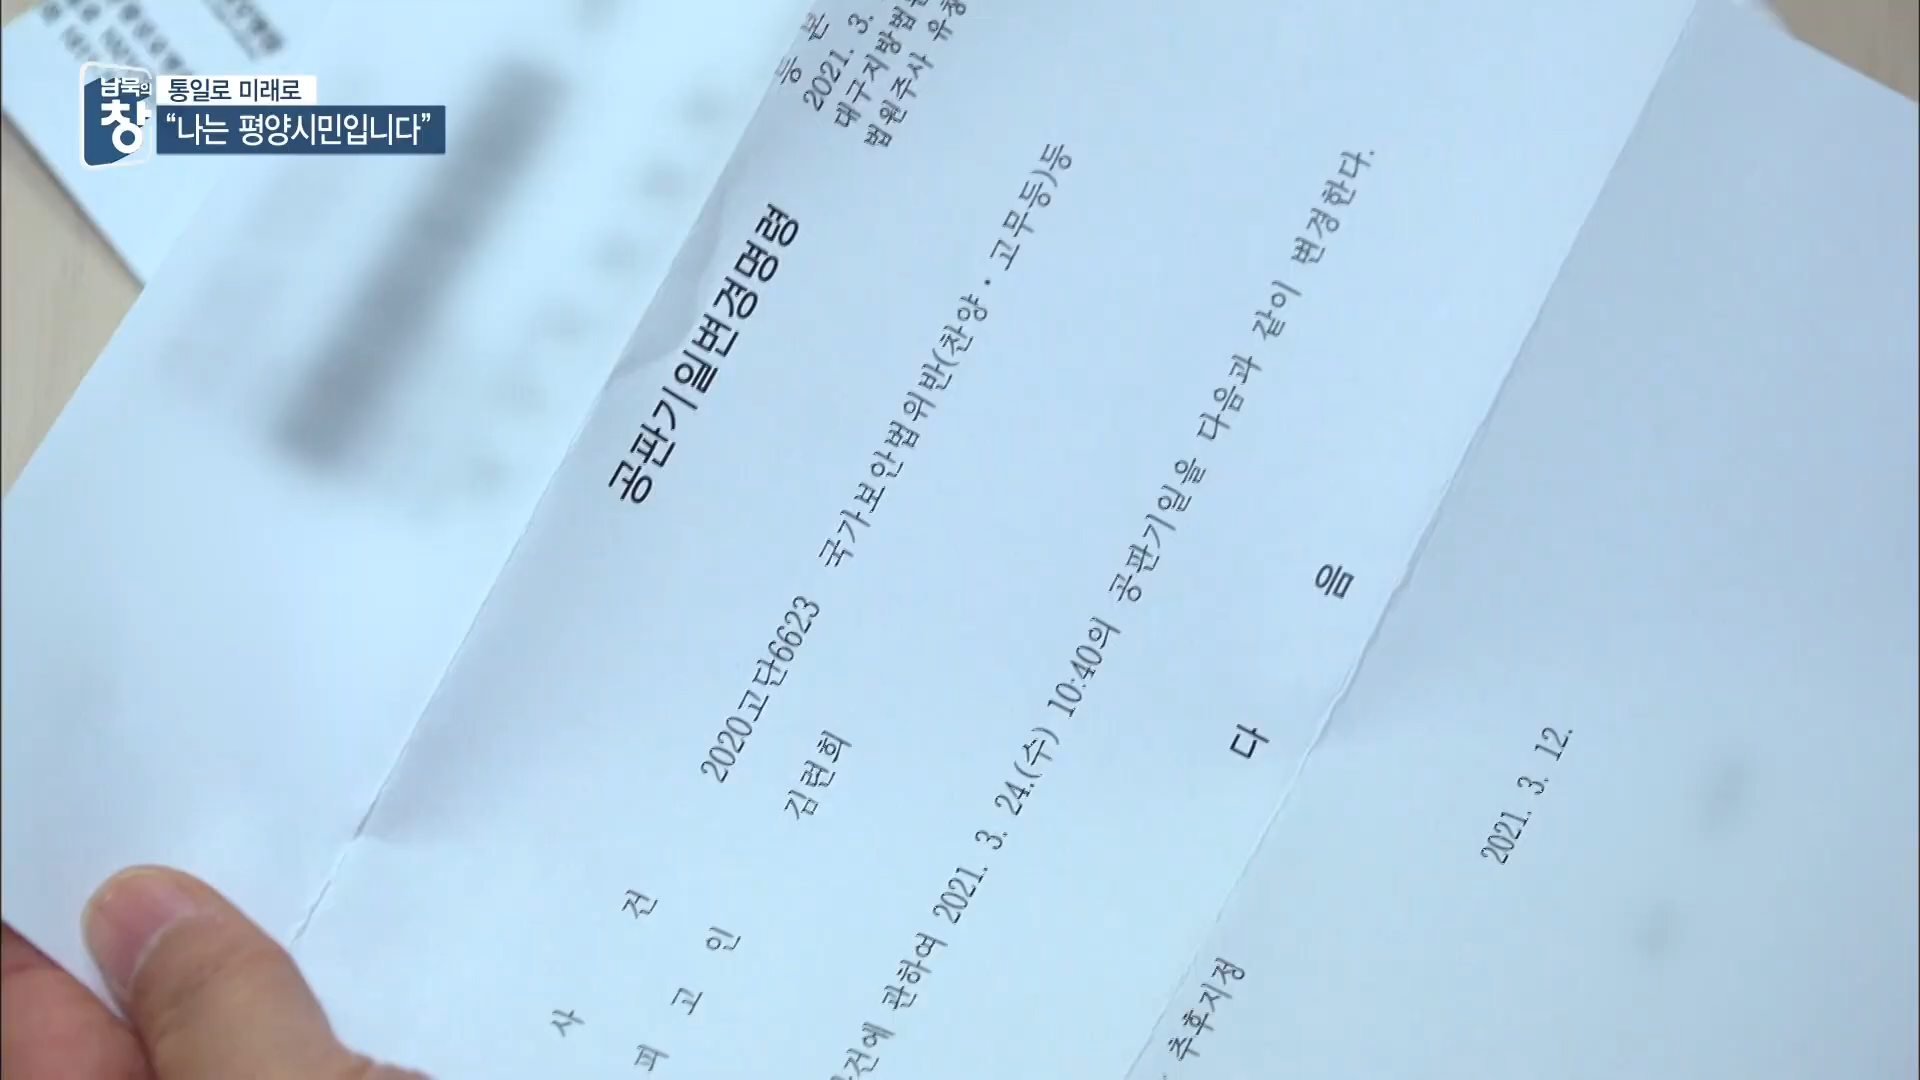 남북의
창
통일로 미래로
“나는 평양시민입니다”
등 본
2021. 3.
대구지방법원
법원주사 유창
공판기일변경명령
사 건 2020고단6623 국가보안법위반(찬양·고무등)등
피 고 인 김련희
건에 관하여 2021. 3. 24.(수) 10:40의 공판기일을 다음과 같이 변경한다.
다 음
추후지정
2021. 3. 12.